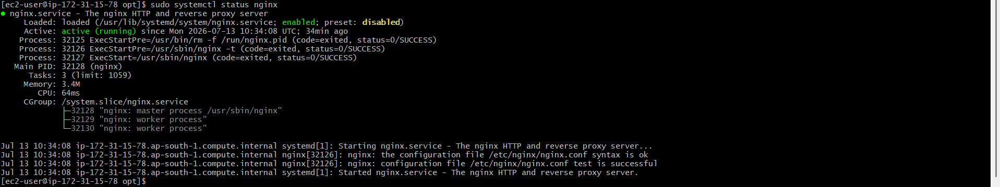 [ec2-user@ip-172-31-15-78 opt]$ sudo systemctl status nginx
● nginx.service - The nginx HTTP and reverse proxy server
     Loaded: loaded (/usr/lib/systemd/system/nginx.service; enabled; preset: disabled)
     Active: active (running) since Mon 2026-07-13 10:34:08 UTC; 34min ago
    Process: 32125 ExecStartPre=/usr/bin/rm -f /run/nginx.pid (code=exited, status=0/SUCCESS)
    Process: 32126 ExecStartPre=/usr/sbin/nginx -t (code=exited, status=0/SUCCESS)
    Process: 32127 ExecStart=/usr/sbin/nginx (code=exited, status=0/SUCCESS)
   Main PID: 32128 (nginx)
      Tasks: 3 (limit: 1059)
     Memory: 3.4M
        CPU: 64ms
     CGroup: /system.slice/nginx.service
             ├─32128 "nginx: master process /usr/sbin/nginx"
             ├─32129 "nginx: worker process"
             └─32130 "nginx: worker process"

Jul 13 10:34:08 ip-172-31-15-78.ap-south-1.compute.internal systemd[1]: Starting nginx.service - The nginx HTTP and reverse proxy server...
Jul 13 10:34:08 ip-172-31-15-78.ap-south-1.compute.internal nginx[32126]: nginx: the configuration file /etc/nginx/nginx.conf syntax is ok
Jul 13 10:34:08 ip-172-31-15-78.ap-south-1.compute.internal nginx[32126]: nginx: configuration file /etc/nginx/nginx.conf test is successful
Jul 13 10:34:08 ip-172-31-15-78.ap-south-1.compute.internal systemd[1]: Started nginx.service - The nginx HTTP and reverse proxy server.
[ec2-user@ip-172-31-15-78 opt]$